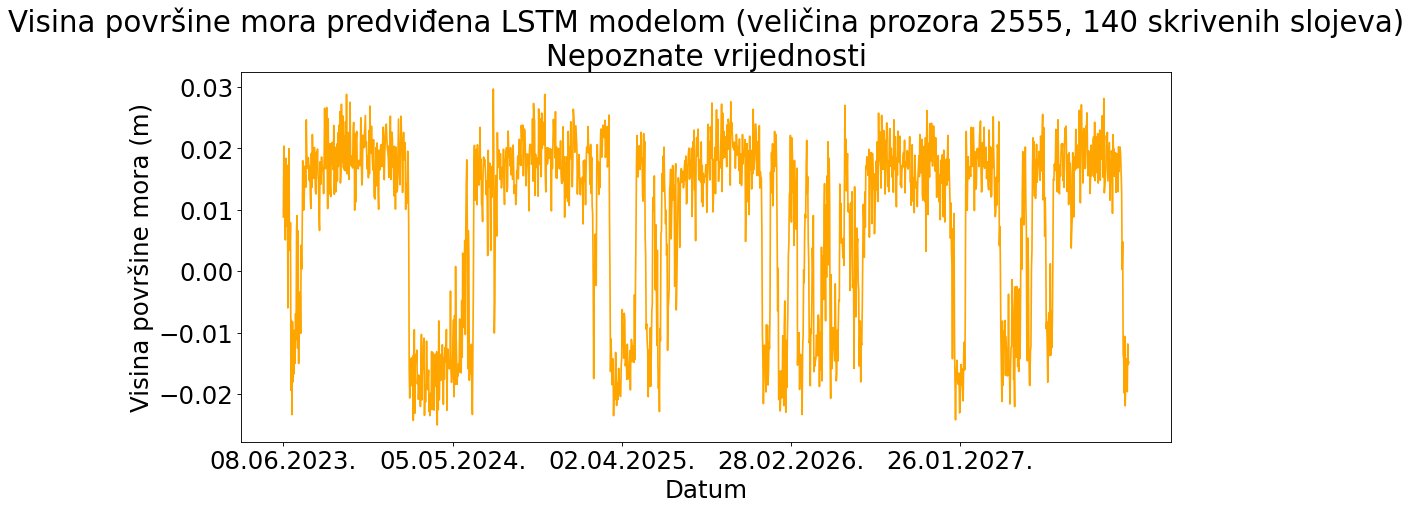 Visina površine mora predviđena LSTM modelom (veličina prozora 2555, 140 skrivenih slojeva)
Nepoznate vrijednosti
Visina površine mora (m)
0.03
0.02
0.01
0.00
−0.01
−0.02
08.06.2023. 05.05.2024. 02.04.2025. 28.02.2026. 26.01.2027.
Datum